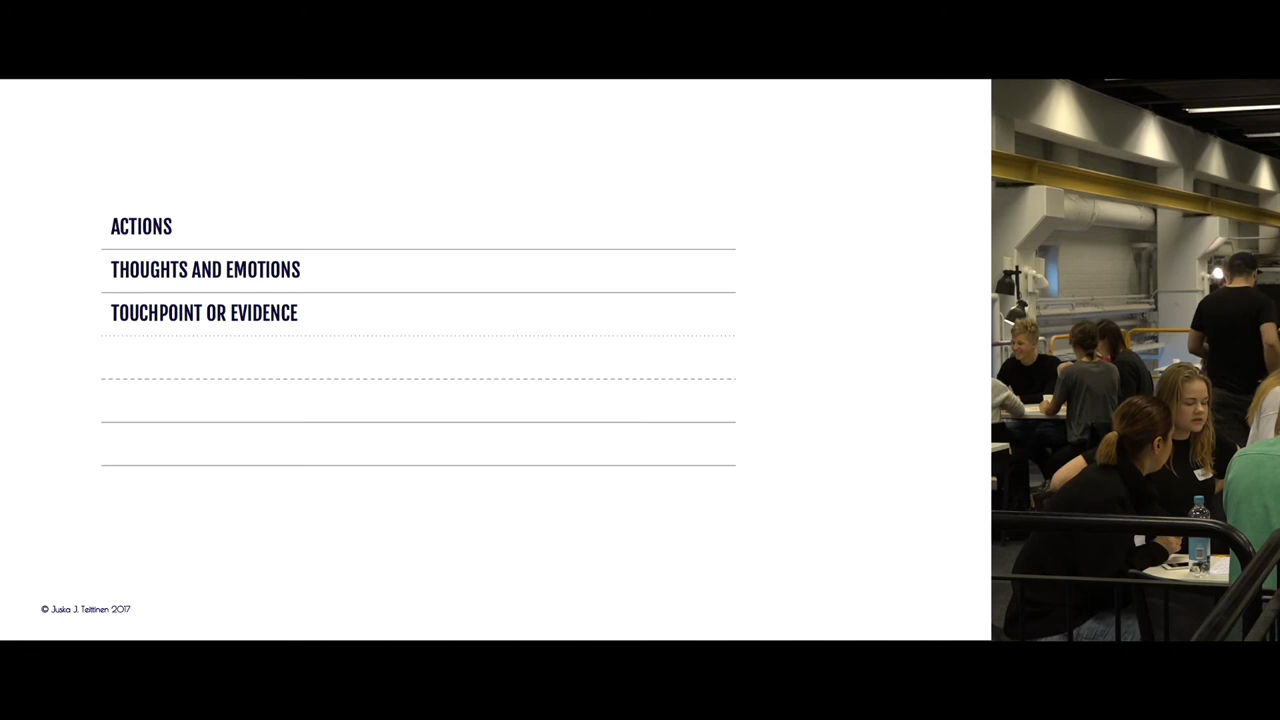 ACTIONS
THOUGHTS AND EMOTIONS
TOUCHPOINT OR EVIDENCE
© Juska J. Teittinen 2017